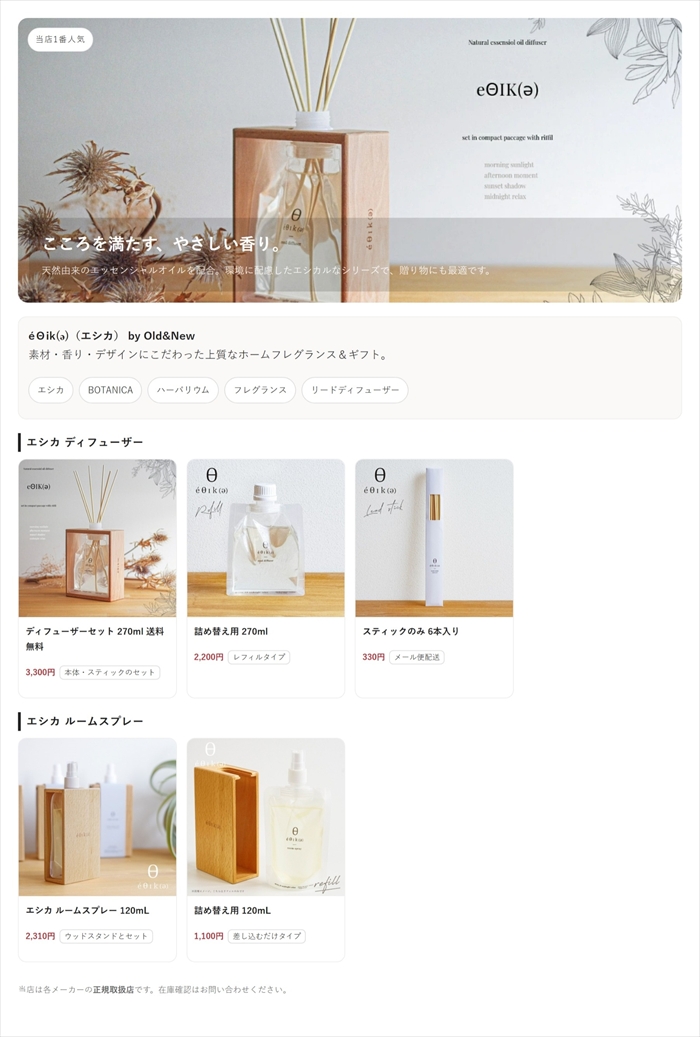 当店1番人気
Natural essensiol oil diffuser
eΘIK(ə)
set in compact paccage with ritfil
morning sunlight
afternoon moment
sunset shadow
midnight relax
こころを満たす、やさしい香り。
天然由来のエッセンシャルオイルを配合。環境に配慮したエシカルなシリーズで、贈り物にも最適です。
éΘik(ə)（エシカ） by Old&New
素材・香り・デザインにこだわった上質なホームフレグランス＆ギフト。
エシカ
BOTANICA
ハーバリウム
フレグランス
リードディフューザー
エシカ ディフューザー
eΘIK(ə)
Θ
éΘık(ə)
Refill
Θ
éΘık(ə)
Lead stick
ディフューザーセット 270ml 送料
無料
3,300円
本体・スティックのセット
詰め替え用 270ml
2,200円
レフィルタイプ
スティックのみ 6本入り
330円
メール便配送
エシカ ルームスプレー
Θ
éΘık(ə)
Θ
refill
エシカ ルームスプレー 120mL
2,310円
ウッドスタンドとセット
詰め替え用 120mL
1,100円
差し込むだけタイプ
※当店は各メーカーの正規取扱店です。在庫確認はお問い合わせください。